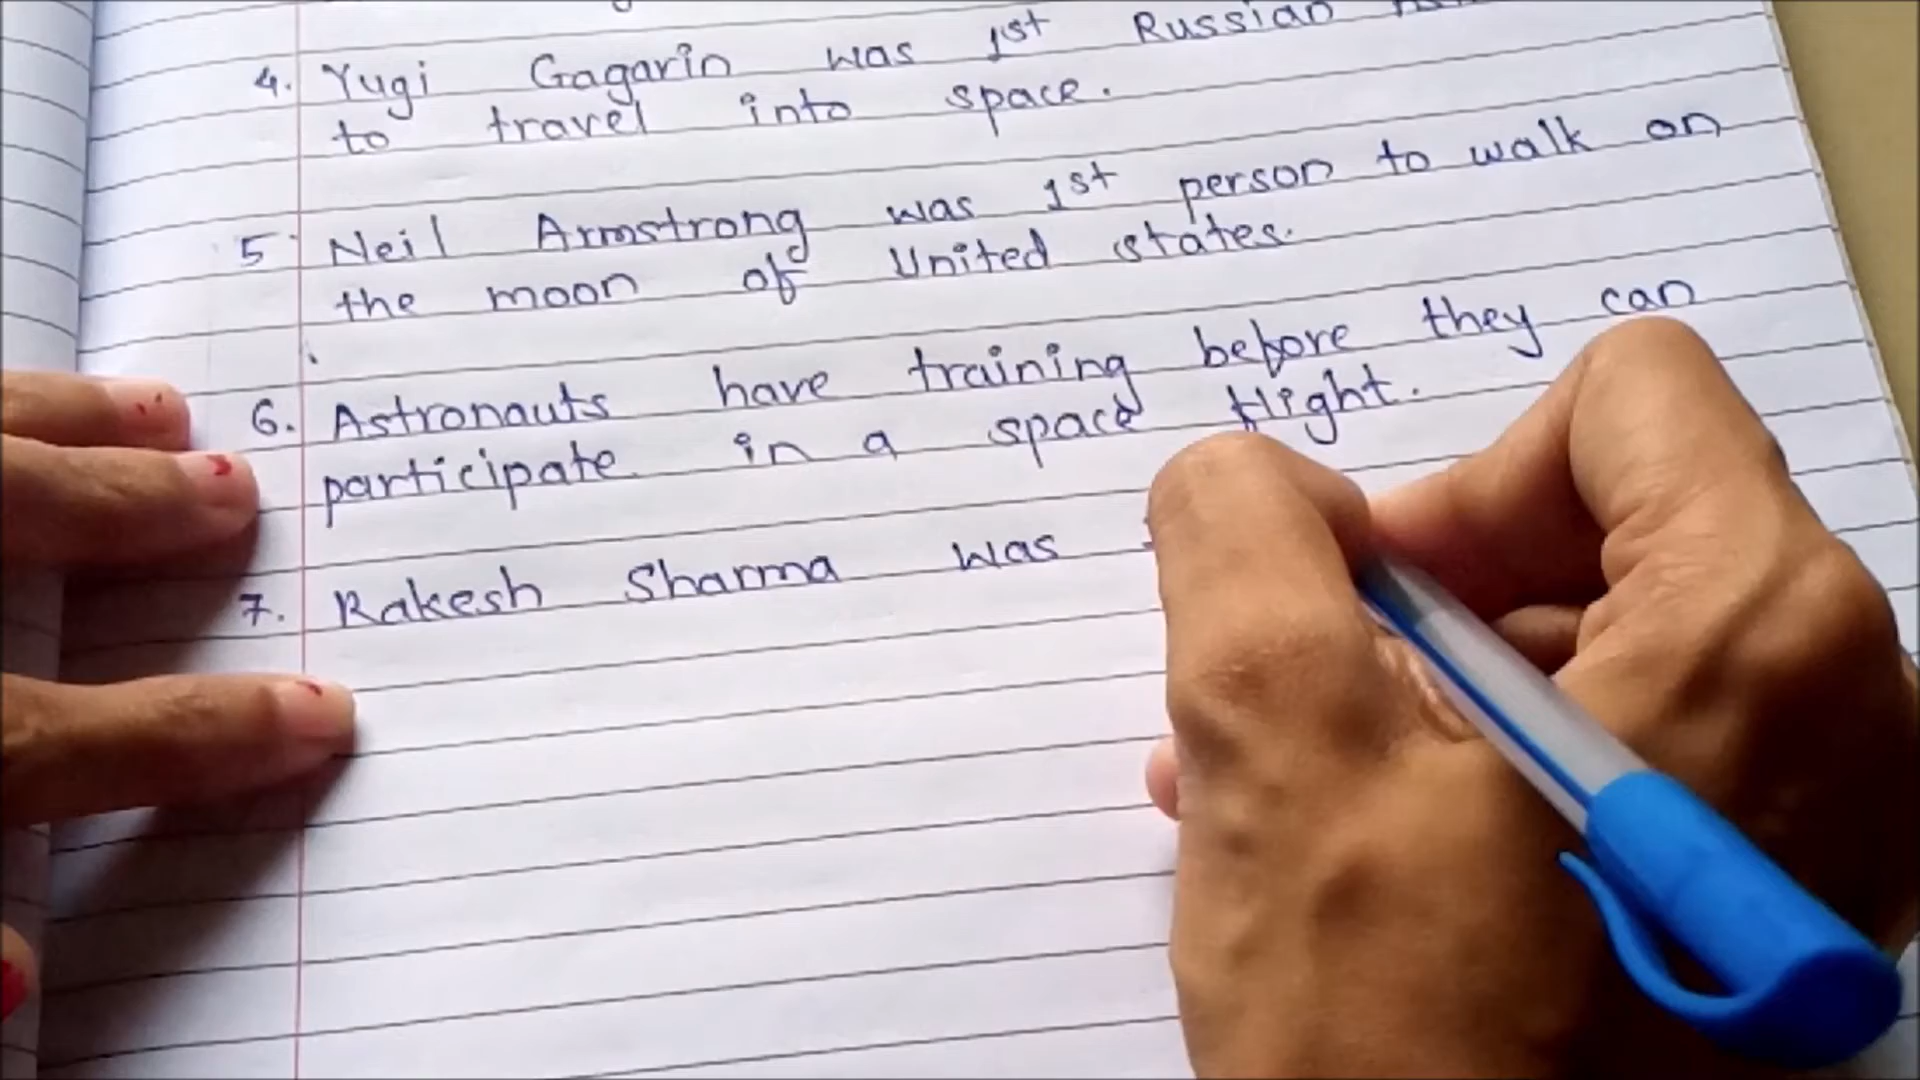 4. Yugi Gagarin was 1st Russian
to travel into space.
5. Neil Armstrong was 1st person to walk on
the moon of United states.
6. Astronauts have training before they can
participate in a space flight.
7. Rakesh Sharma was